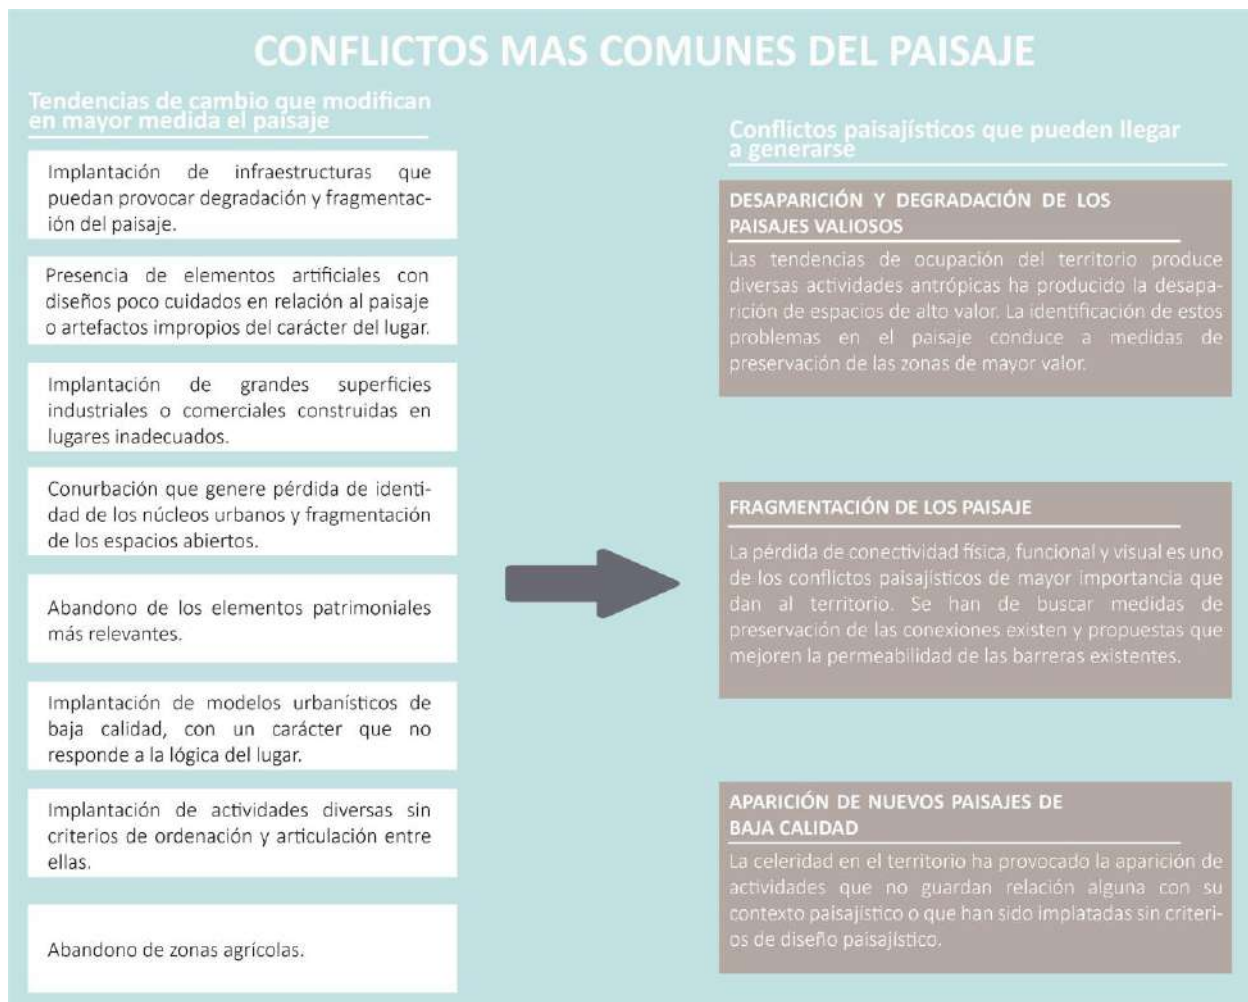 CONFLICTOS MAS COMUNES DEL PAISAJE
Tendencias de cambio que modifican
en mayor medida el paisaje
Implantación de infraestructuras que
puedan provocar degradación y fragmentac-
ión del paisaje.
Presencia de elementos artificiales con
diseños poco cuidados en relación al paisaje
o artefactos impropios del carácter del lugar.
Implantación de grandes superficies
industriales o comerciales construidas en
lugares inadecuados.
Conurbación que genere pérdida de identi-
dad de los núcleos urbanos y fragmentación
de los espacios abiertos.
Abandono de los elementos patrimoniales
más relevantes.
Implantación de modelos urbanísticos de
baja calidad, con un carácter que no
responde a la lógica del lugar.
Implantación de actividades diversas sin
criterios de ordenación y articulación entre
ellas.
Abandono de zonas agrícolas.
Conflictos paisajísticos que pueden llegar
a generarse
DESAPARICIÓN Y DEGRADACIÓN DE LOS
PAISAJES VALIOSOS
Las tendencias de ocupación del territorio produce
diversas actividades antrópicas ha producido la desapa-
rición de espacios de alto valor. La identificación de estos
problemas en el paisaje conduce a medidas de
preservación de las zonas de mayor valor.
FRAGMENTACIÓN DE LOS PAISAJE
La pérdida de conectividad física, funcional y visual es uno
de los conflictos paisajísticos de mayor importancia que
dan al territorio. Se han de buscar medidas de
preservación de las conexiones existen y propuestas que
mejoren la permeabilidad de las barreras existentes.
APARICIÓN DE NUEVOS PAISAJES DE
BAJA CALIDAD
La celeridad en el territorio ha provocado la aparición de
actividades que no guardan relación alguna con su
contexto paisajístico o que han sido implatadas sin criteri-
os de diseño paisajístico.